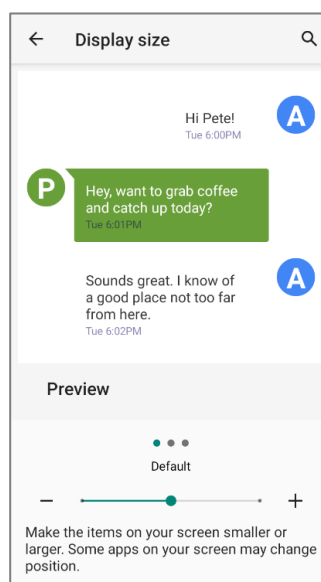 Display size
Hi Pete!
A
Tue 6:00PM
P
Hey, want to grab coffee
and catch up today?
Tue 6:01PM
A
Sounds great. I know of
a good place not too far
from here.
Tue 6:02PM
Preview
Default
Make the items on your screen smaller or
larger. Some apps on your screen may change
position.